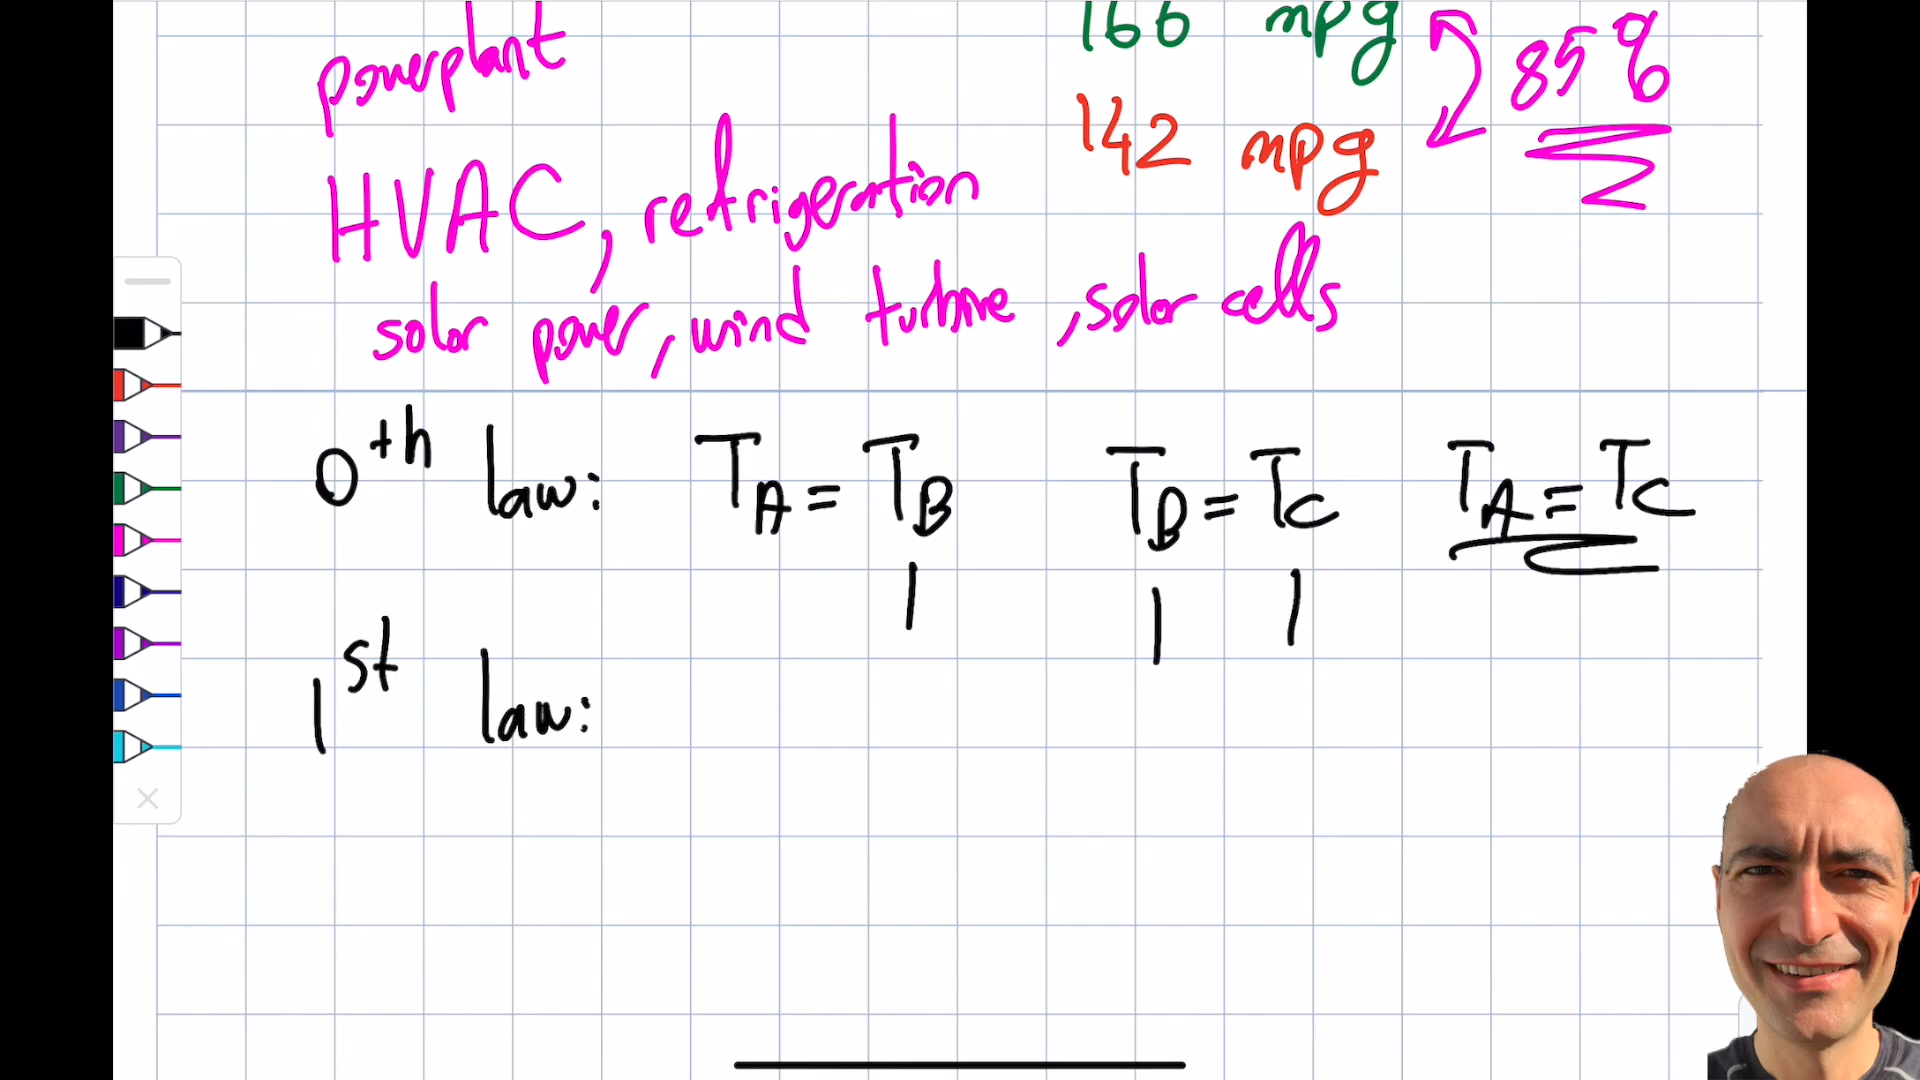 166 mpg
powerplant
85%
142 mpg
HVAC, refrigeration
solar power, wind turbine, solar cells
0th law: TA = TB TB = TC TA = TC
1st law: